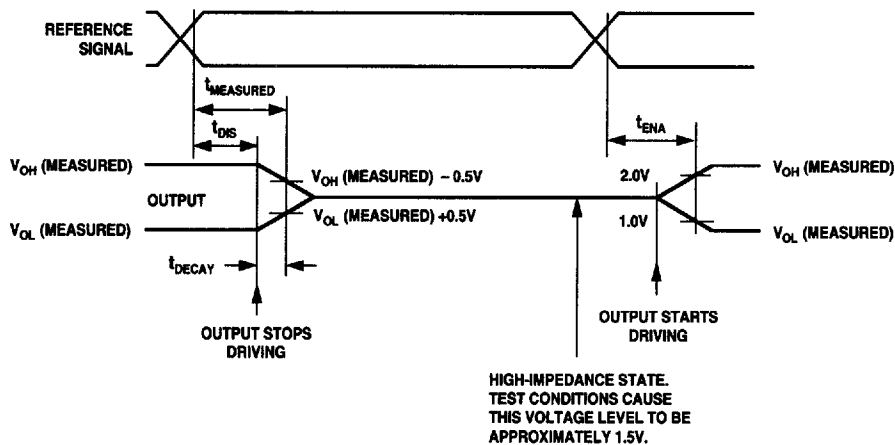 REFERENCE
SIGNAL
tMEASURED
tDIS
tENA
VOH (MEASURED)
VOH (MEASURED) – 0.5V
2.0V
VOH (MEASURED)
OUTPUT
VOL (MEASURED) +0.5V
1.0V
VOL (MEASURED)
VOL (MEASURED)
tDECAY
OUTPUT STOPS
DRIVING
OUTPUT STARTS
DRIVING
HIGH-IMPEDANCE STATE.
TEST CONDITIONS CAUSE
THIS VOLTAGE LEVEL TO BE
APPROXIMATELY 1.5V.